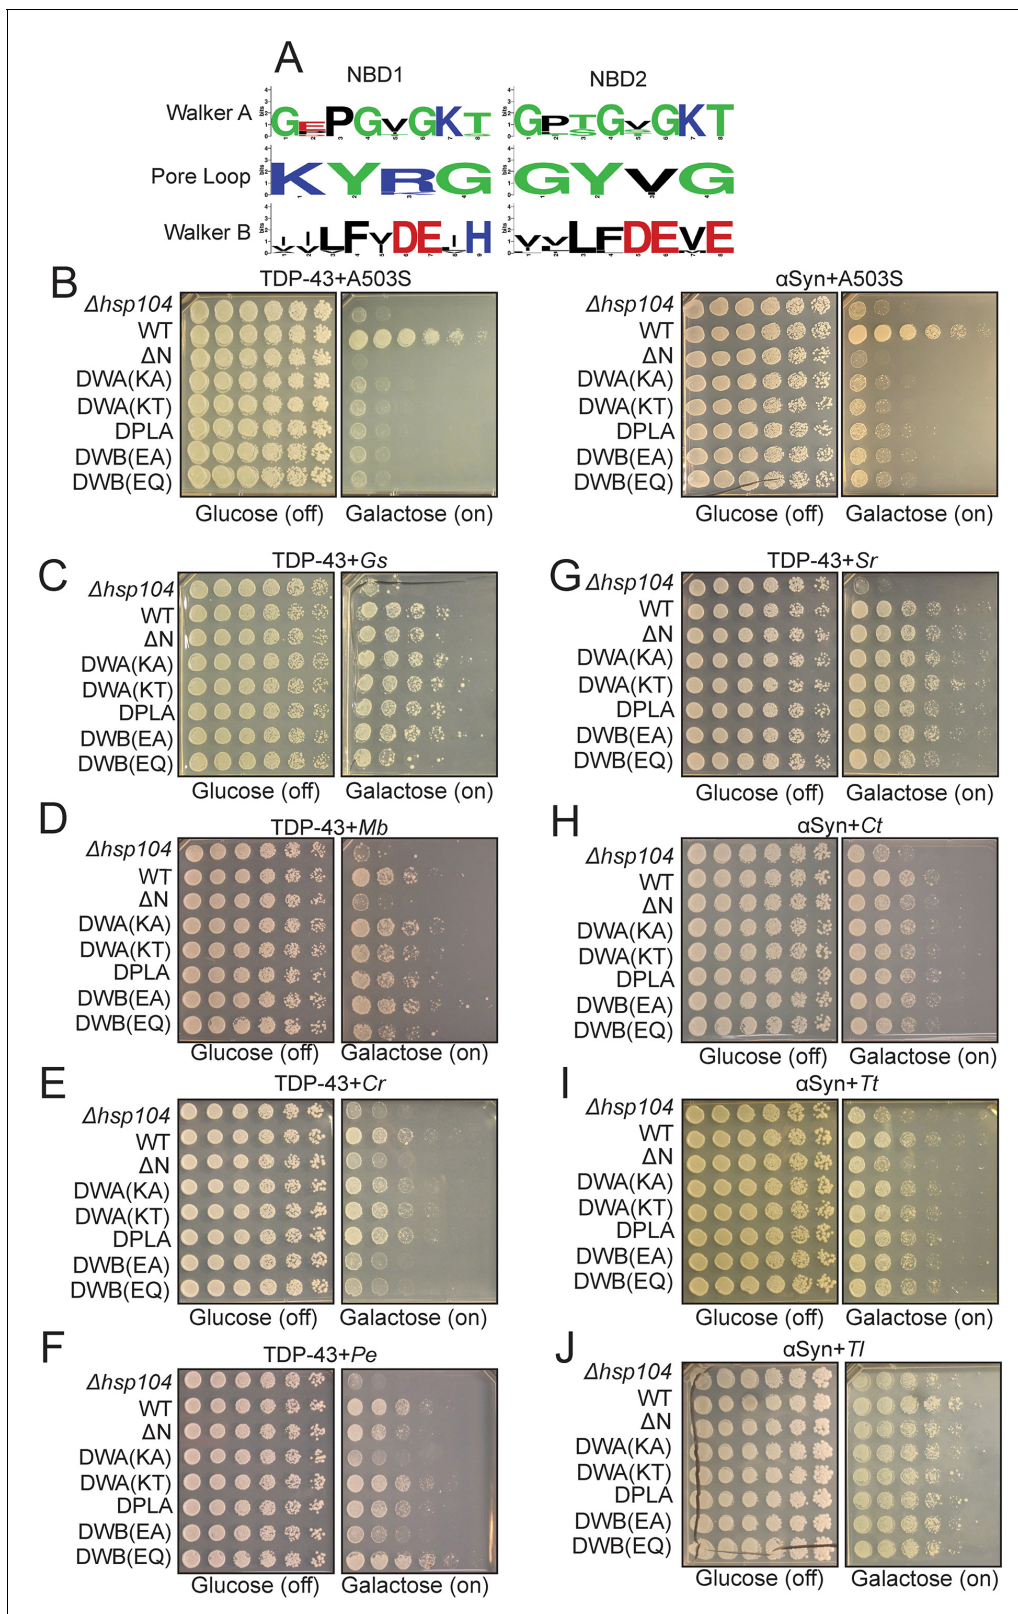 A
NBD1 NBD2
Walker A GEPGVGKT GPTGVGKT
Pore Loop KYRG GYVG
Walker B IILFYDEIH VVLFDEVE
B
TDP-43+A503S
Δhsp104
WT
ΔN
DWA(KA)
DWA(KT)
DPLA
DWB(EA)
DWB(EQ)
Glucose (off) Galactose (on)
αSyn+A503S
Δhsp104
WT
ΔN
DWA(KA)
DWA(KT)
DPLA
DWB(EA)
DWB(EQ)
Glucose (off) Galactose (on)
C
TDP-43+Gs
Δhsp104
WT
ΔN
DWA(KA)
DWA(KT)
DPLA
DWB(EA)
DWB(EQ)
Glucose (off) Galactose (on)
G
TDP-43+Sr
Δhsp104
WT
ΔN
DWA(KA)
DWA(KT)
DPLA
DWB(EA)
DWB(EQ)
Glucose (off) Galactose (on)
D
TDP-43+Mb
Δhsp104
WT
ΔN
DWA(KA)
DWA(KT)
DPLA
DWB(EA)
DWB(EQ)
Glucose (off) Galactose (on)
H
αSyn+Ct
Δhsp104
WT
ΔN
DWA(KA)
DWA(KT)
DPLA
DWB(EA)
DWB(EQ)
Glucose (off) Galactose (on)
E
TDP-43+Cr
Δhsp104
WT
ΔN
DWA(KA)
DWA(KT)
DPLA
DWB(EA)
DWB(EQ)
Glucose (off) Galactose (on)
I
αSyn+Tt
Δhsp104
WT
ΔN
DWA(KA)
DWA(KT)
DPLA
DWB(EA)
DWB(EQ)
Glucose (off) Galactose (on)
F
TDP-43+Pe
Δhsp104
WT
ΔN
DWA(KA)
DWA(KT)
DPLA
DWB(EA)
DWB(EQ)
Glucose (off) Galactose (on)
J
αSyn+Tl
Δhsp104
WT
ΔN
DWA(KA)
DWA(KT)
DPLA
DWB(EA)
DWB(EQ)
Glucose (off) Galactose (on)